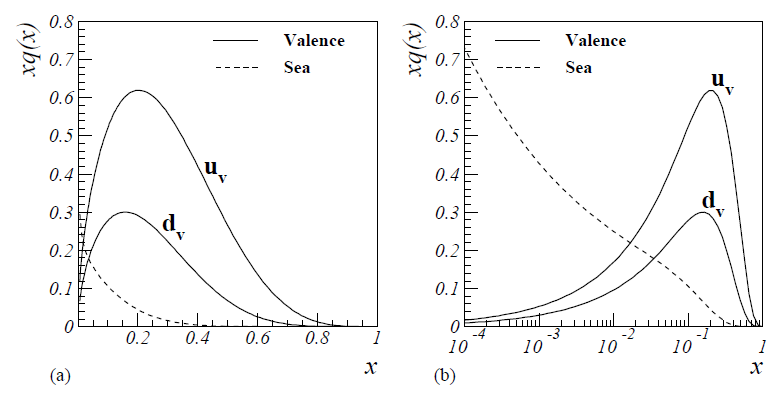 xq(x)
0.8
0.7
0.6
0.5
0.4
0.3
0.2
0.1
0
Valence
Sea
u_v
d_v
0.2 0.4 0.6 0.8 1
x
(a)
xq(x)
0.8
0.7
0.6
0.5
0.4
0.3
0.2
0.1
0
Valence
Sea
u_v
d_v
10^-4 10^-3 10^-2 10^-1 1
x
(b)